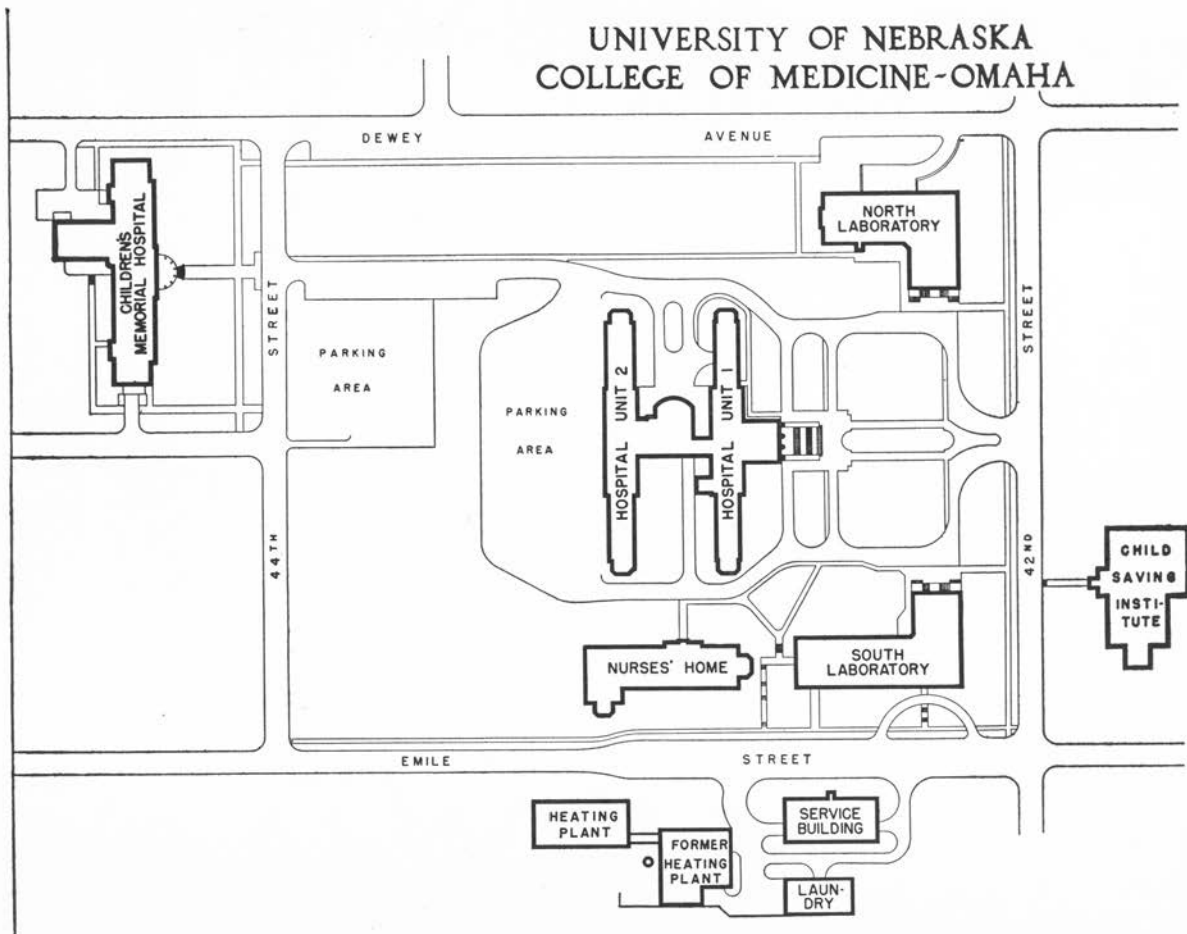 UNIVERSITY OF NEBRASKA
COLLEGE OF MEDICINE-OMAHA
DEWEY AVENUE
CHILDREN'S
MEMORIAL HOSPITAL
STREET
44TH
PARKING
AREA
PARKING
AREA
HOSPITAL UNIT 2
HOSPITAL UNIT 1
NORTH
LABORATORY
STREET
42ND
CHILD
SAVING
INSTI-
TUTE
NURSES' HOME
SOUTH
LABORATORY
EMILE STREET
HEATING
PLANT
FORMER
HEATING
PLANT
SERVICE
BUILDING
LAUN-
DRY